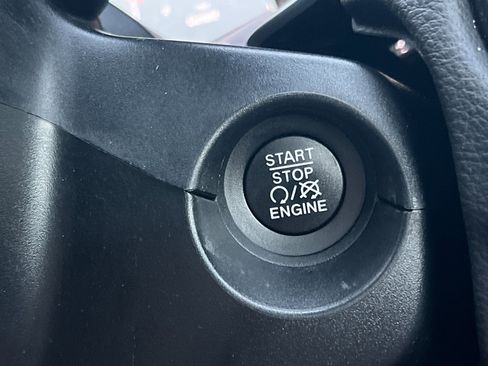 START
STOP
/
ENGINE